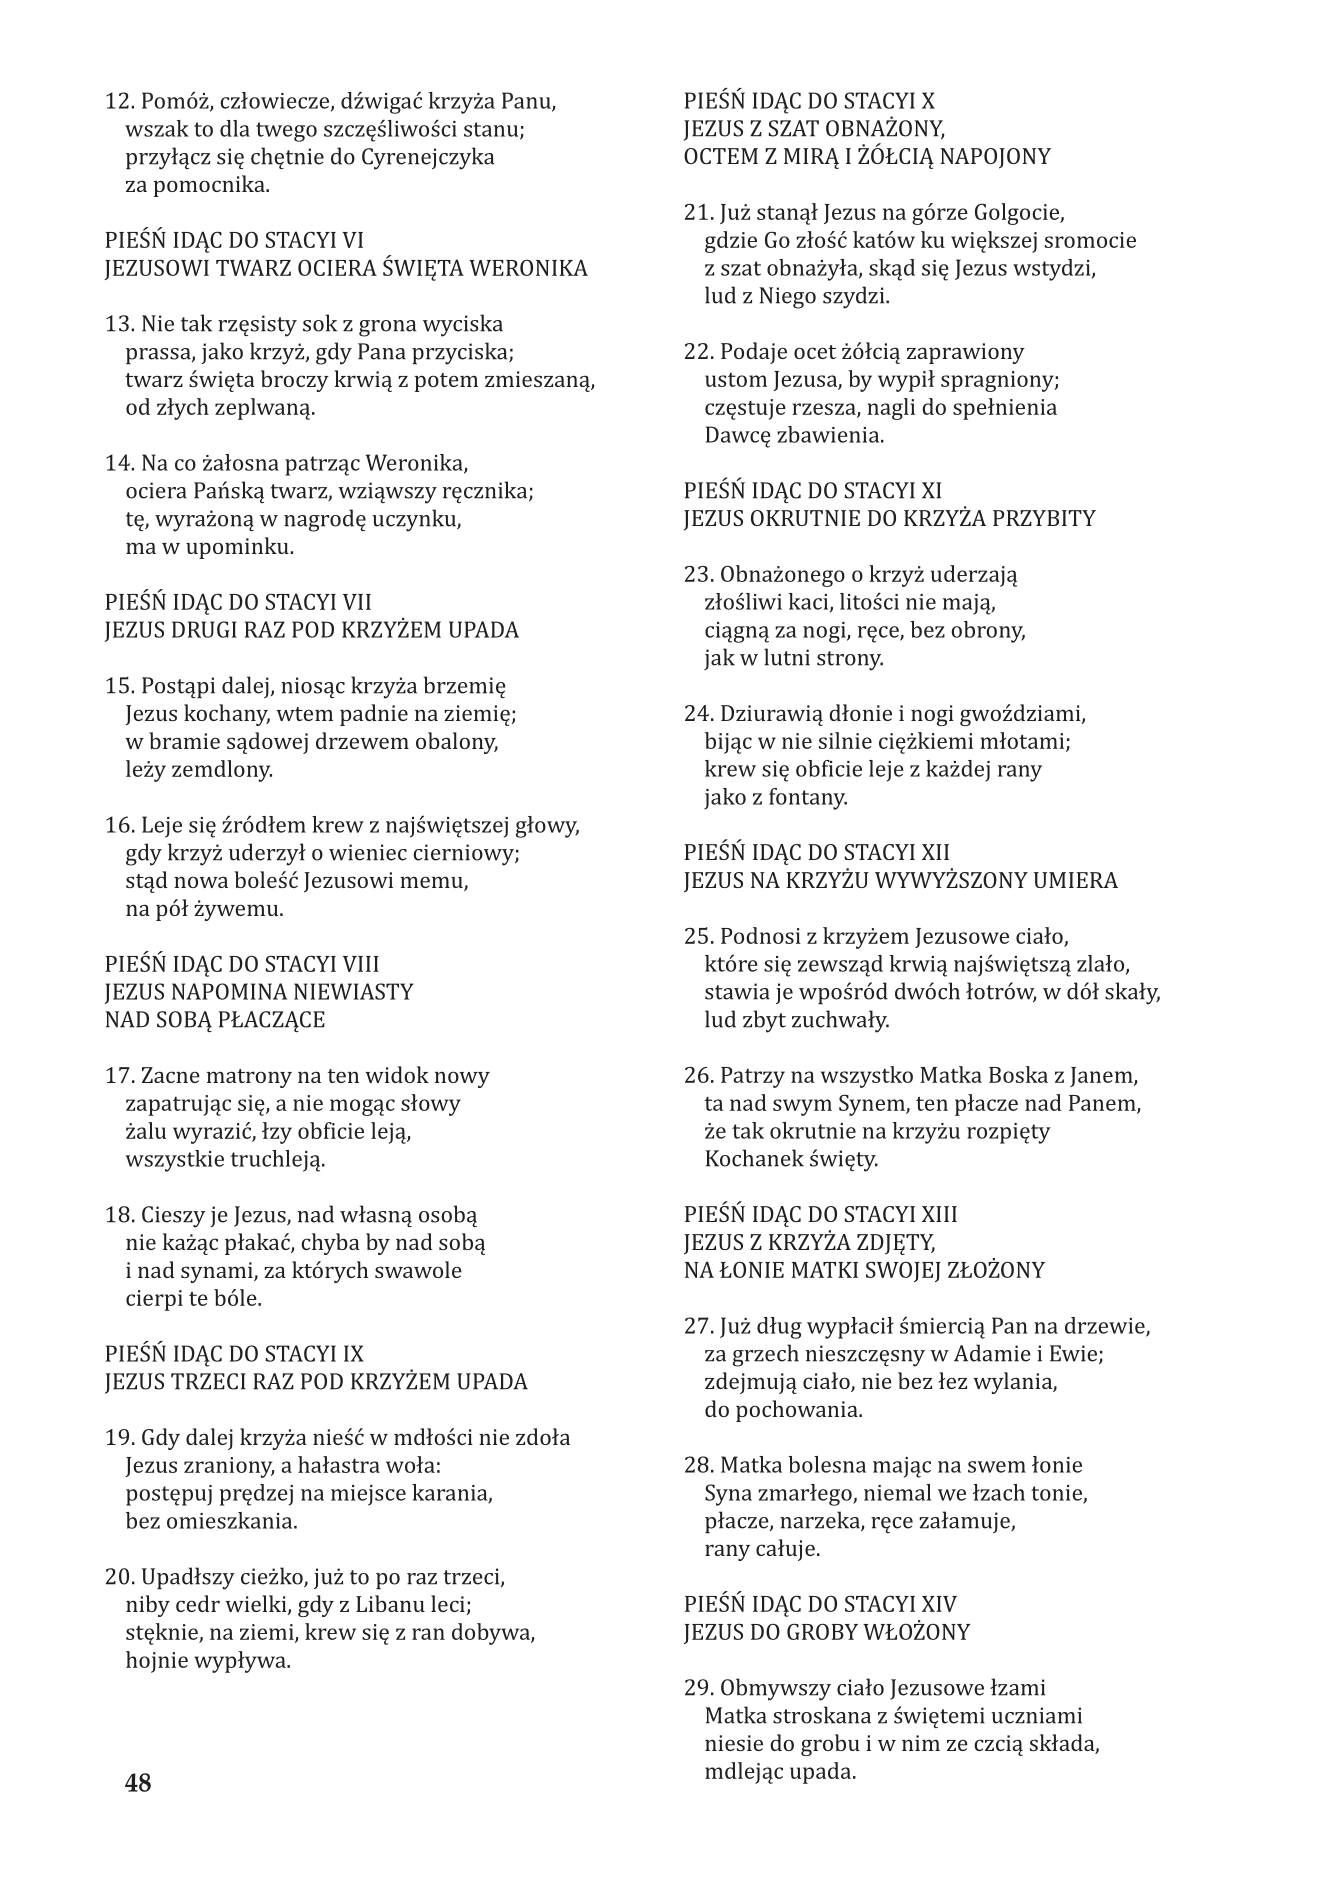 12. Pomóż, człowiecze, dźwigać krzyża Panu,
wszak to dla twego szczęśliwości stanu;
przyłącz się chętnie do Cyrenejczyka
za pomocnika.
PIEŚŃ IDĄC DO STACYI VI
JEZUSOWI TWARZ OCIERA ŚWIĘTA WERONIKA
13. Nie tak rzęsisty sok z grona wyciska
prassa, jako krzyż, gdy Pana przyciska;
twarz święta broczy krwią z potem zmieszaną,
od złych zeplwaną.
14. Na co żałosna patrząc Weronika,
ociera Pańską twarz, wziąwszy ręcznika;
tę, wyrażoną w nagrodę uczynku,
ma w upominku.
PIEŚŃ IDĄC DO STACYI VII
JEZUS DRUGI RAZ POD KRZYŻEM UPADA
15. Postąpi dalej, niosąc krzyża brzemię
Jezus kochany, wtem padnie na ziemię;
w bramie sądowej drzewem obalony,
leży zemdlony.
16. Leje się źródłem krew z najświętszej głowy,
gdy krzyż uderzył o wieniec cierniowy;
stąd nowa boleść Jezusowi memu,
na pół żywemu.
PIEŚŃ IDĄC DO STACYI VIII
JEZUS NAPOMINA NIEWIASTY
NAD SOBĄ PŁACZĄCE
17. Zacne matrony na ten widok nowy
zapatrując się, a nie mogąc słowy
żalu wyrazić, łzy obficie leją,
wszystkie truchleją.
18. Cieszy je Jezus, nad własną osobą
nie każąc płakać, chyba by nad sobą
i nad synami, za których swawole
cierpi te bóle.
PIEŚŃ IDĄC DO STACYI IX
JEZUS TRZECI RAZ POD KRZYŻEM UPADA
19. Gdy dalej krzyża nieść w mdłości nie zdoła
Jezus zraniony, a hałastra woła:
postępuj prędzej na miejsce karania,
bez omieszkania.
20. Upadłszy cieżko, już to po raz trzeci,
niby cedr wielki, gdy z Libanu leci;
stęknie, na ziemi, krew się z ran dobywa,
hojnie wypływa.
48
PIEŚŃ IDĄC DO STACYI X
JEZUS Z SZAT OBNAŻONY,
OCTEM Z MIRĄ I ŻÓŁCIĄ NAPOJONY
21. Już stanął Jezus na górze Golgocie,
gdzie Go złość katów ku większej sromocie
z szat obnażyła, skąd się Jezus wstydzi,
lud z Niego szydzi.
22. Podaje ocet żółcią zaprawiony
ustom Jezusa, by wypił spragniony;
częstuje rzesza, nagli do spełnienia
Dawcę zbawienia.
PIEŚŃ IDĄC DO STACYI XI
JEZUS OKRUTNIE DO KRZYŻA PRZYBITY
23. Obnażonego o krzyż uderzają
złośliwi kaci, litości nie mają,
ciągną za nogi, ręce, bez obrony,
jak w lutni strony.
24. Dziurawią dłonie i nogi gwoździami,
bijąc w nie silnie ciężkiemi młotami;
krew się obficie leje z każdej rany
jako z fontany.
PIEŚŃ IDĄC DO STACYI XII
JEZUS NA KRZYŻU WYWYŻSZONY UMIERA
25. Podnosi z krzyżem Jezusowe ciało,
które się zewsząd krwią najświętszą zlało,
stawia je wpośród dwóch łotrów, w dół skały,
lud zbyt zuchwały.
26. Patrzy na wszystko Matka Boska z Janem,
ta nad swym Synem, ten płacze nad Panem,
że tak okrutnie na krzyżu rozpięty
Kochanek święty.
PIEŚŃ IDĄC DO STACYI XIII
JEZUS Z KRZYŻA ZDJĘTY,
NA ŁONIE MATKI SWOJEJ ZŁOŻONY
27. Już dług wypłacił śmiercią Pan na drzewie,
za grzech nieszczęsny w Adamie i Ewie;
zdejmują ciało, nie bez łez wylania,
do pochowania.
28. Matka bolesna mając na swem łonie
Syna zmarłego, niemal we łzach tonie,
płacze, narzeka, ręce załamuje,
rany całuje.
PIEŚŃ IDĄC DO STACYI XIV
JEZUS DO GROBY WŁOŻONY
29. Obmywszy ciało Jezusowe łzami
Matka stroskana z świętemi uczniami
niesie do grobu i w nim ze czcią składa,
mdlejąc upada.